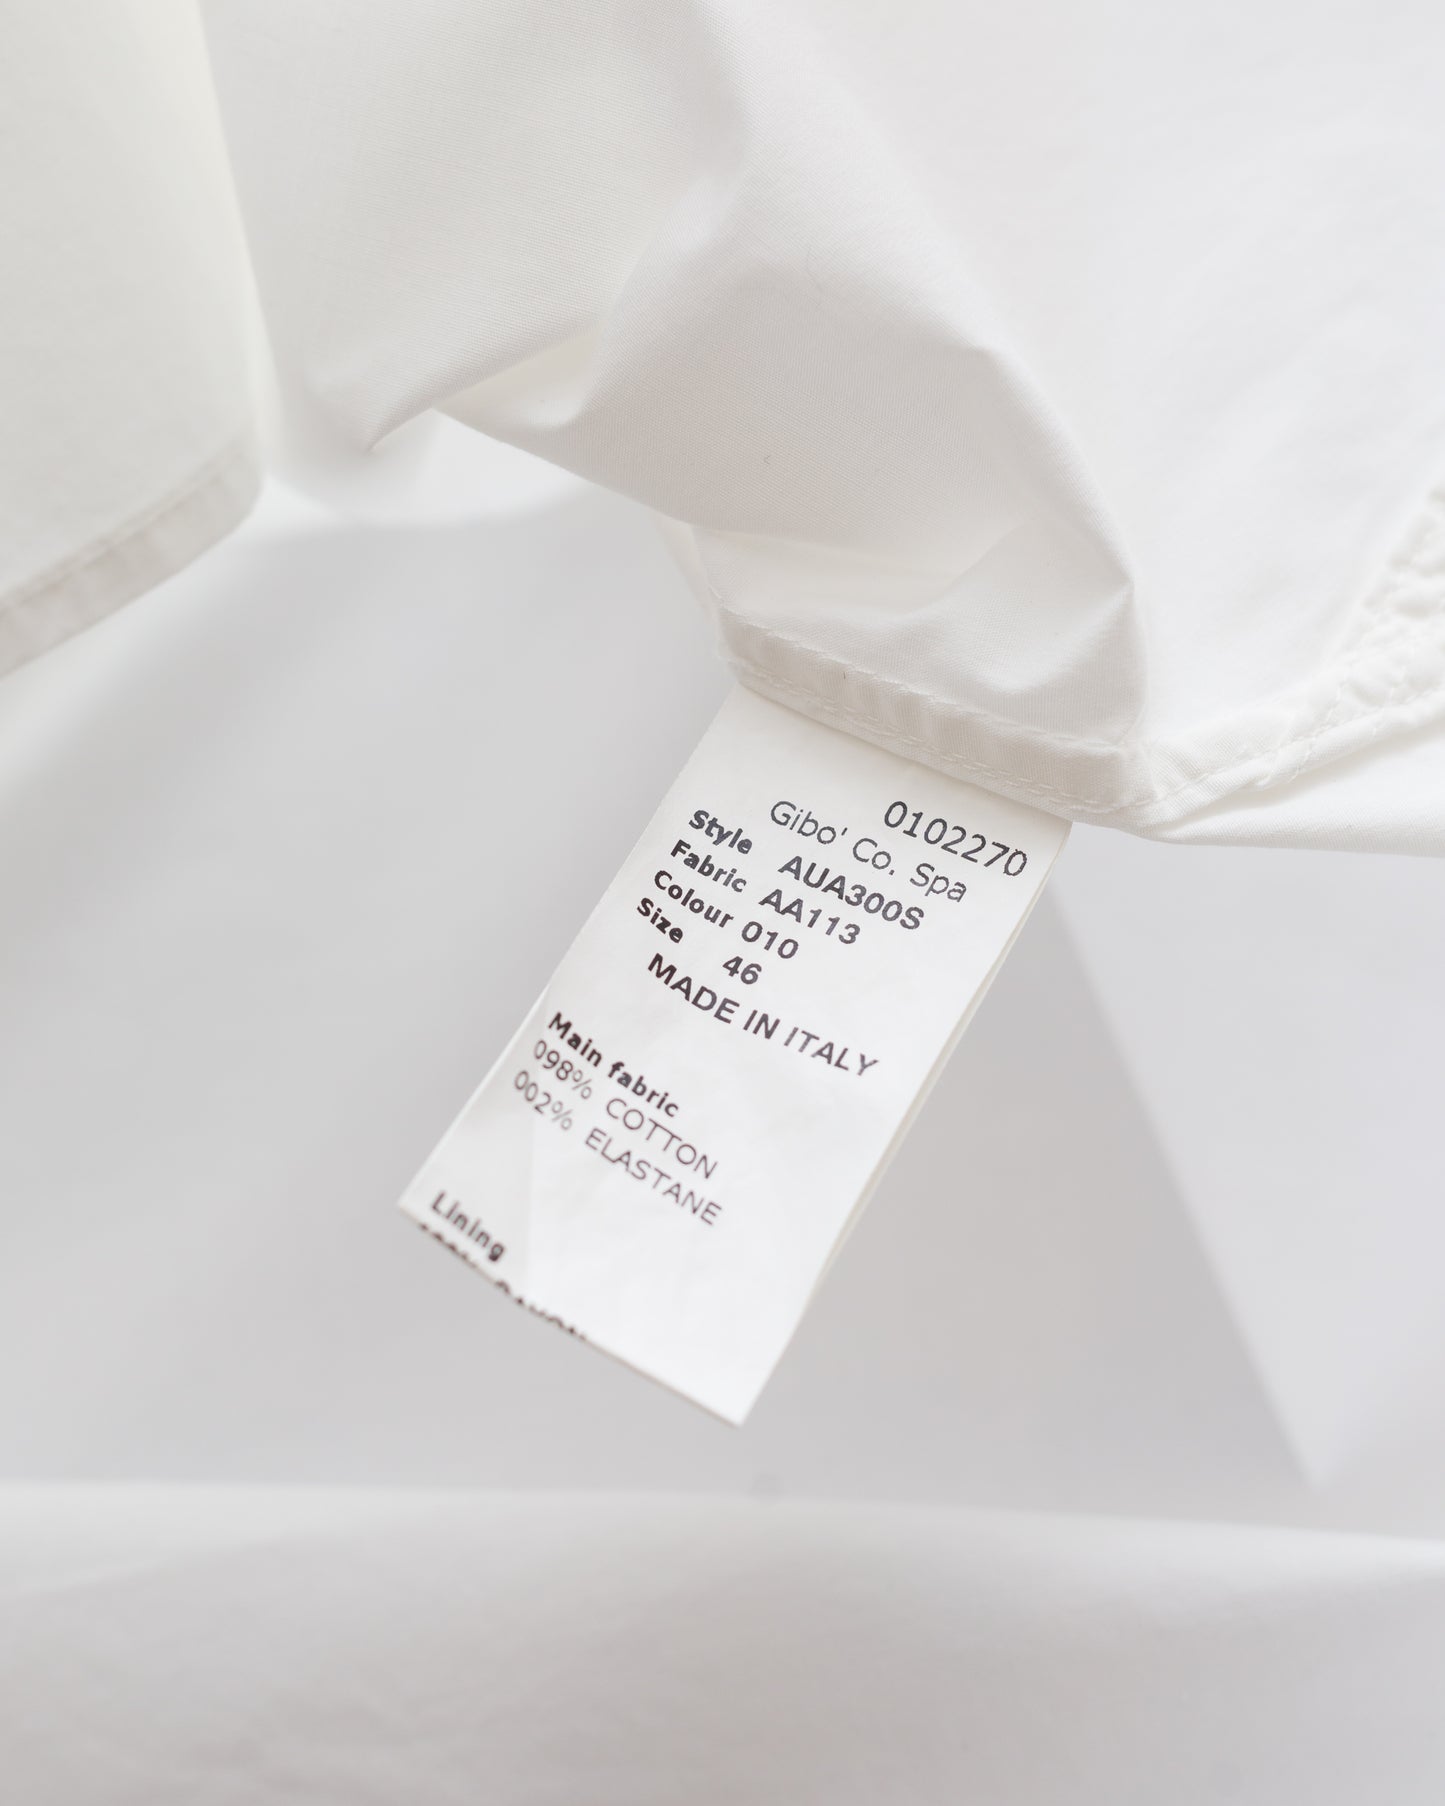 0102270
Gibo' Co. Spa
Style AUA300S
Fabric AA113
Colour 010
Size 46
MADE IN ITALY
Main fabric
098% COTTON
002% ELASTANE
Lining